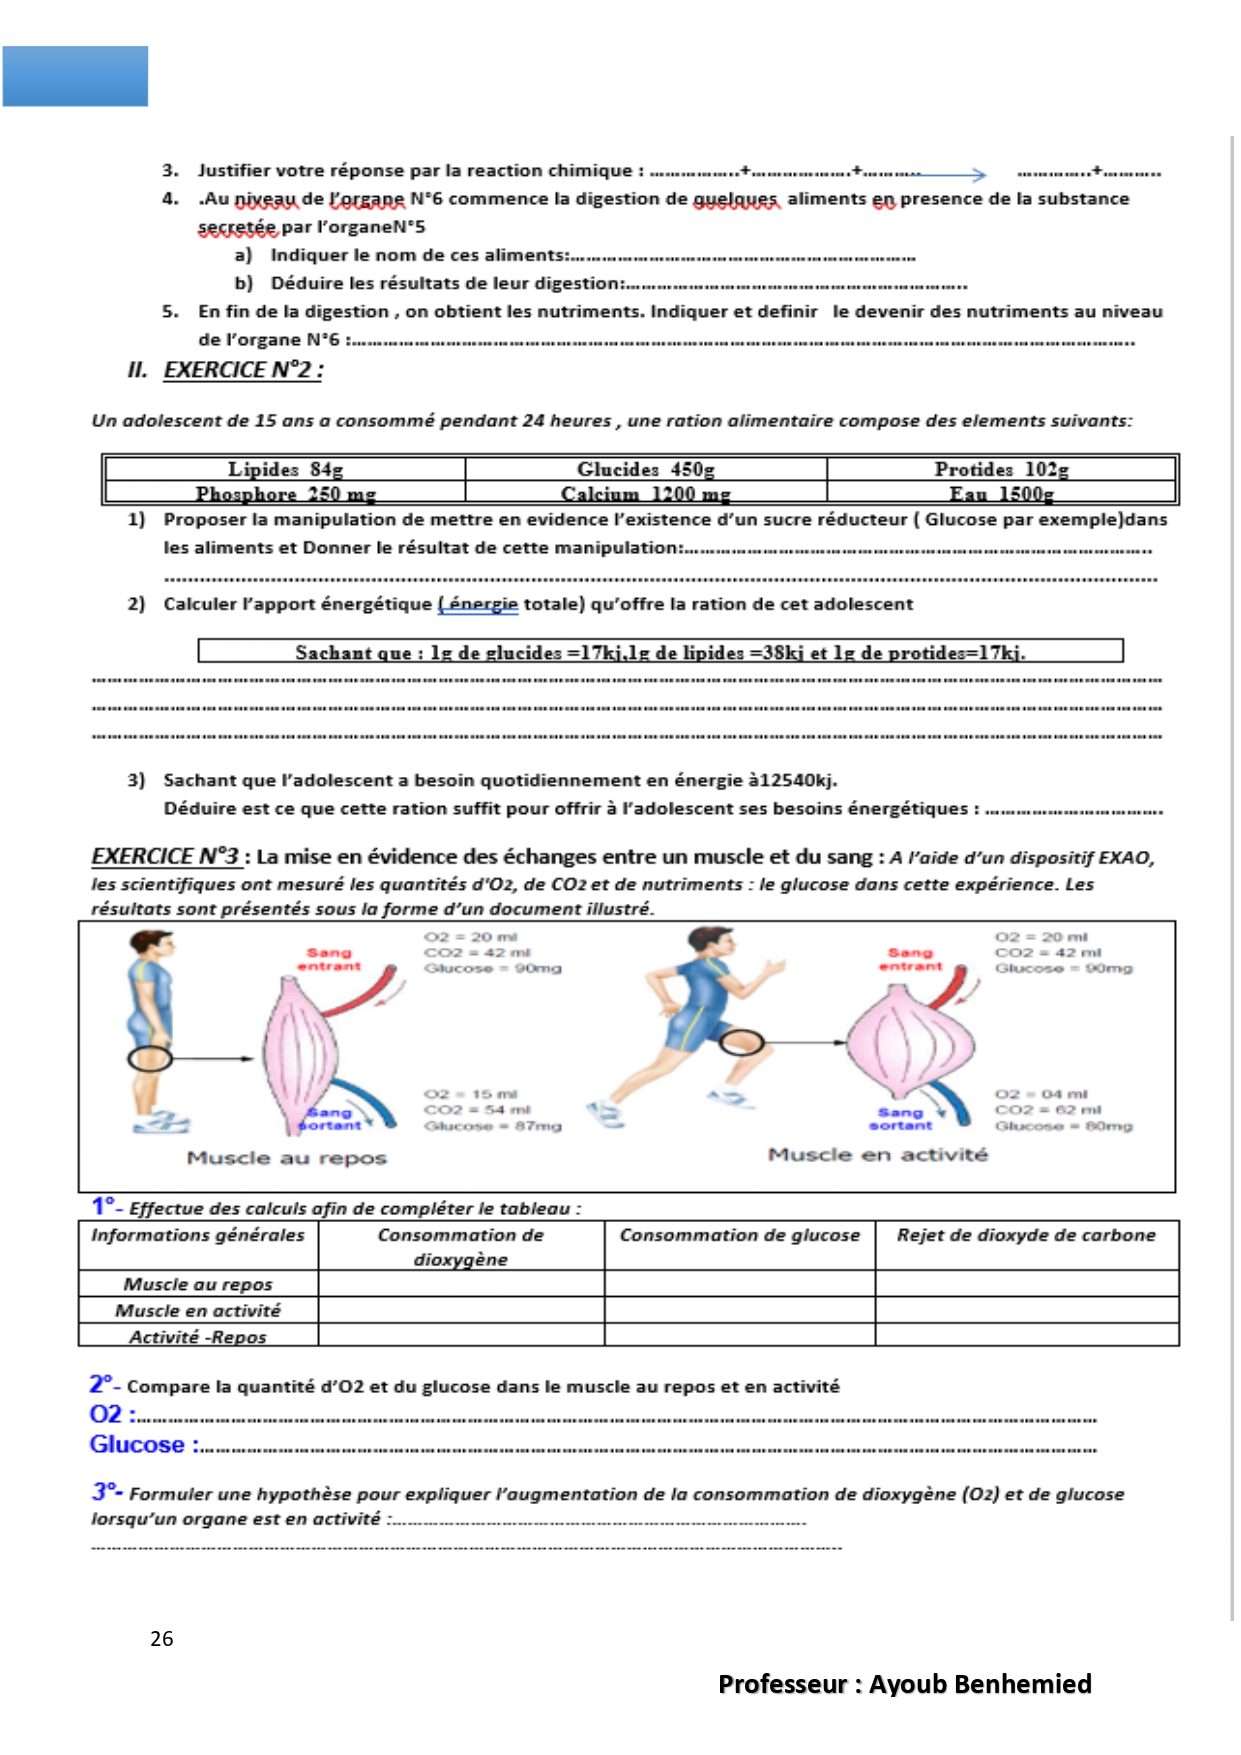 3. Justifier votre réponse par la reaction chimique : ..................+....................+............ ...............+...........
4. .Au niveau de l'organe N°6 commence la digestion de quelques aliments en presence de la substance
secretée par l'organeN°5
a) Indiquer le nom de ces aliments:..................................................................
b) Déduire les résultats de leur digestion:................................................................
5. En fin de la digestion , on obtient les nutriments. Indiquer et definir le devenir des nutriments au niveau
de l'organe N°6 :....................................................................................................................................................
II. EXERCICE N°2 :
Un adolescent de 15 ans a consommé pendant 24 heures , une ration alimentaire compose des elements suivants:
Lipides 84g Glucides 450g Protides 102g
Phosphore 250 mg Calcium 1200 mg Eau 1500g
1) Proposer la manipulation de mettre en evidence l'existence d'un sucre réducteur ( Glucose par exemple)dans
les aliments et Donner le résultat de cette manipulation:.........................................................................................
................................................................................................................................................................
2) Calculer l'apport énergétique ( énergie totale) qu'offre la ration de cet adolescent
Sachant que : 1g de glucides =17kj,1g de lipides =38kj et 1g de protides=17kj.
................................................................................................................................................................
................................................................................................................................................................
................................................................................................................................................................
3) Sachant que l'adolescent a besoin quotidiennement en énergie à12540kj.
Déduire est ce que cette ration suffit pour offrir à l'adolescent ses besoins énergétiques : ..................................
EXERCICE N°3 : La mise en évidence des échanges entre un muscle et du sang : A l'aide d'un dispositif EXAO,
les scientifiques ont mesuré les quantités d'O2, de CO2 et de nutriments : le glucose dans cette expérience. Les
résultats sont présentés sous la forme d'un document illustré.
Sang entrant
O2 = 20 ml
CO2 = 42 ml
Glucose = 90mg
Sang sortant
O2 = 15 ml
CO2 = 54 ml
Glucose = 87mg
Muscle au repos
Sang entrant
O2 = 20 ml
CO2 = 42 ml
Glucose = 90mg
Sang sortant
O2 = 04 ml
CO2 = 62 ml
Glucose = 80mg
Muscle en activité
1°- Effectue des calculs afin de compléter le tableau :
Informations générales Consommation de dioxygène Consommation de glucose Rejet de dioxyde de carbone
Muscle au repos
Muscle en activité
Activité -Repos
2°- Compare la quantité d'O2 et du glucose dans le muscle au repos et en activité
O2 :................................................................................................................................................
Glucose :........................................................................................................................................
3°- Formuler une hypothèse pour expliquer l'augmentation de la consommation de dioxygène (O2) et de glucose
lorsqu'un organe est en activité :................................................................................
................................................................................................................................
26
Professeur : Ayoub Benhemied